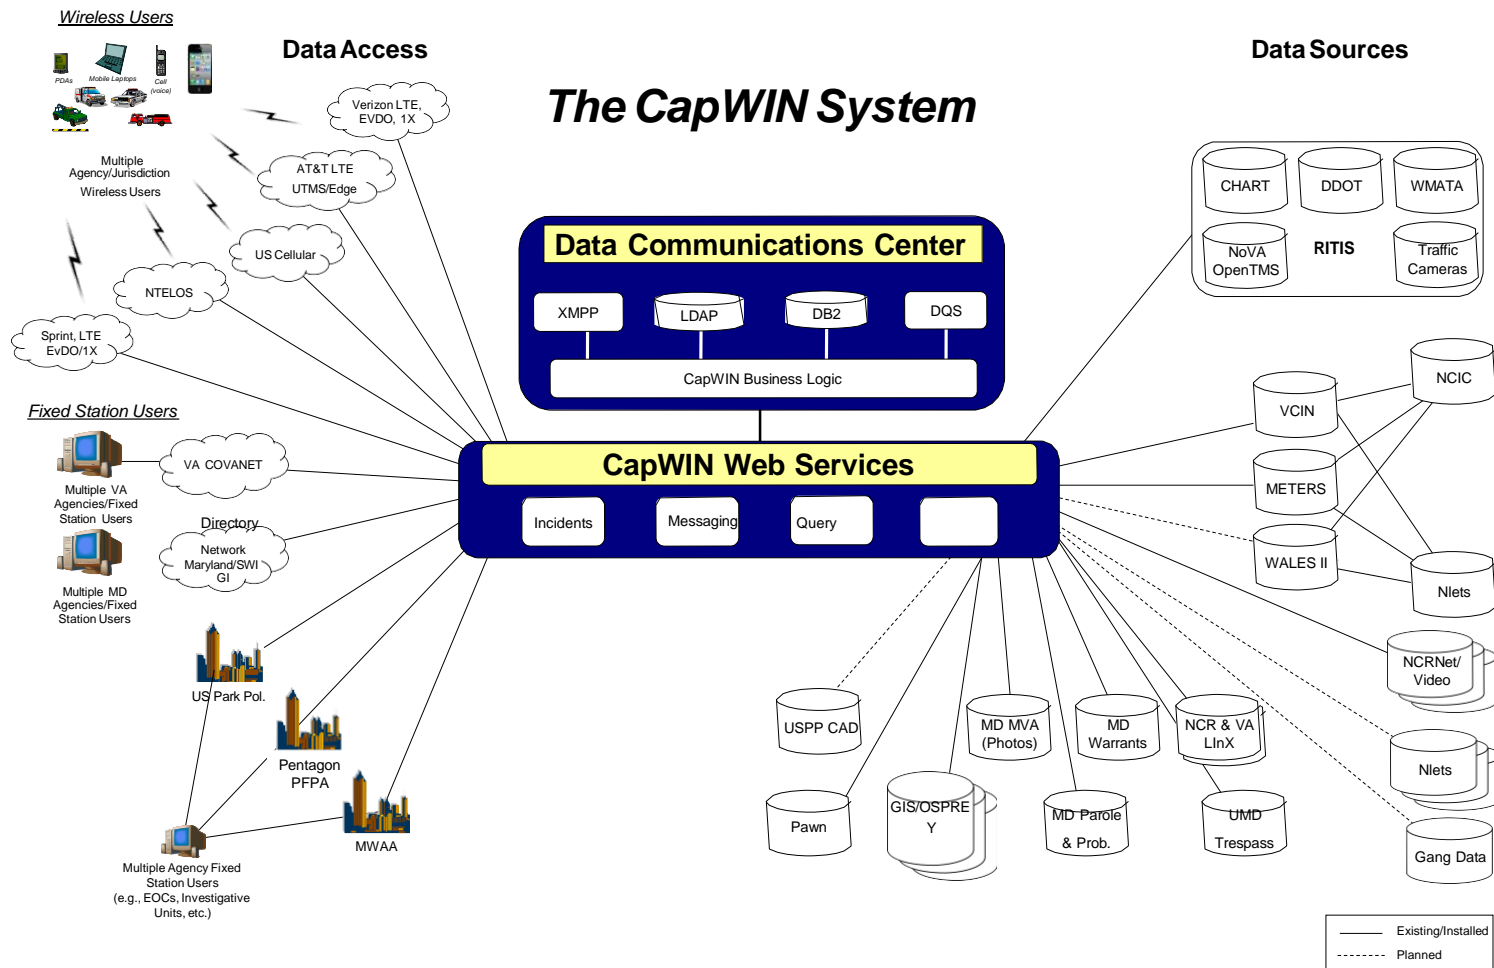 Wireless Users
Data Access
Data Sources
The CapWIN System
PDAs
Mobile Laptops
Cell
(voice)
Multiple
Agency/Jurisdiction
Wireless Users
Verizon LTE,
EVDO, 1X
AT&T LTE
UTMS/Edge
US Cellular
NTELOS
Sprint, LTE
EvDO/1X
Data Communications Center
XMPP
LDAP
DB2
DQS
CapWIN Business Logic
CHART
DDOT
WMATA
NoVA
OpenTMS
RITIS
Traffic
Cameras
Fixed Station Users
VA COVANET
Multiple VA
Agencies/Fixed
Station Users
Directory
Network
Maryland/SWI
GI
Multiple MD
Agencies/Fixed
Station Users
CapWIN Web Services
Incidents
Messaging
Query
VCIN
NCIC
METERS
WALES II
Nlets
NCRNet/
Video
Nlets
Gang Data
US Park Pol.
Pentagon
PFPA
MWAA
Multiple Agency Fixed
Station Users
(e.g., EOCs, Investigative
Units, etc.)
USPP CAD
MD MVA
(Photos)
MD
Warrants
NCR & VA
LInX
Pawn
GIS/OSPRE
Y
MD Parole
& Prob.
UMD
Trespass
Existing/Installed
Planned